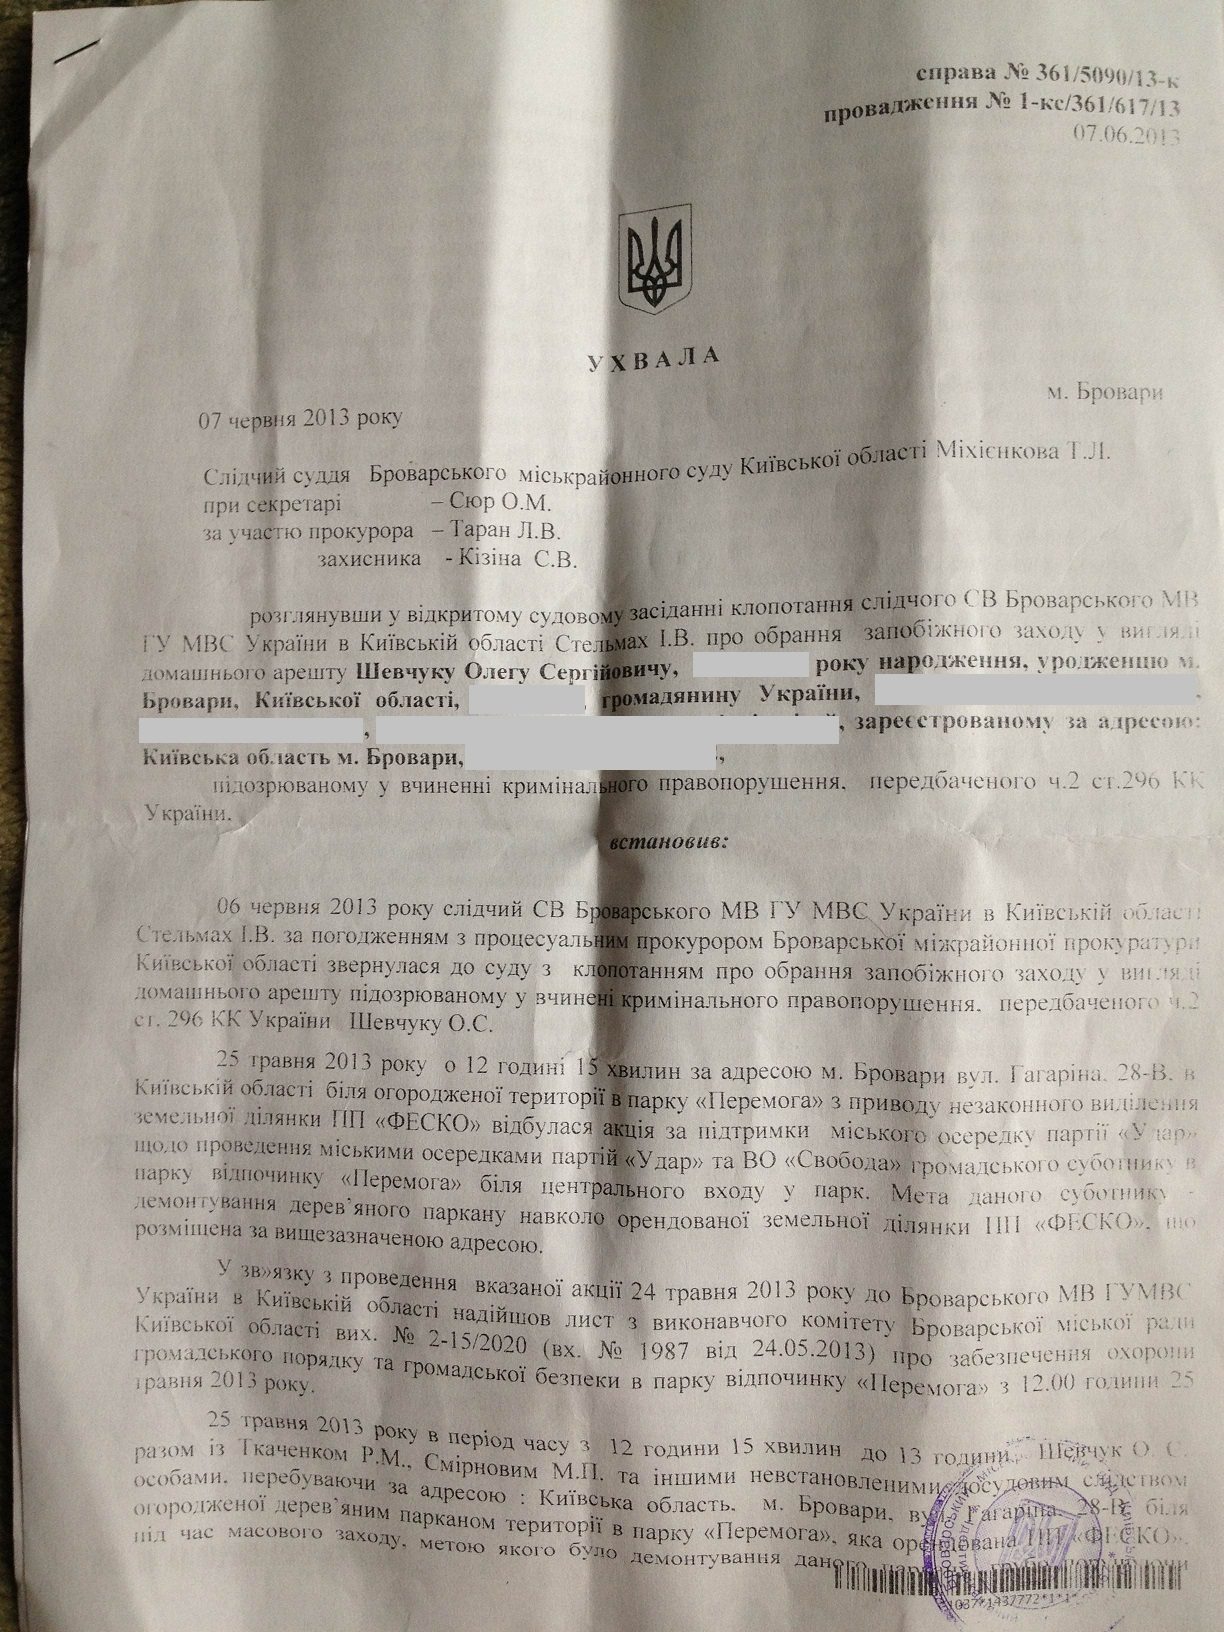 справа № 361/5090/13-к
провадження № 1-кс/361/617/13
07.06.2013
УХВАЛА
м. Бровари
07 червня 2013 року
Слідчий суддя Броварського міськрайонного суду Київської області Міхієнкова Т.Л.
при секретарі – Сюр О.М.
за участю прокурора – Таран Л.В.
захисника - Кізіна С.В.
розглянувши у відкритому судовому засіданні клопотання слідчого СВ Броварського МВ
ГУ МВС України в Київській області Стельмах І.В. про обрання запобіжного заходу у вигляді
домашнього арешту Шевчуку Олегу Сергійовичу, року народження, уродженцю м.
Бровари, Київської області, , громадянину України, ,
, , зареєстрованому за адресою:
Київська область м. Бровари, ,
підозрюваному у вчиненні кримінального правопорушення, передбаченого ч.2 ст.296 КК
України.
встановив:
06 червня 2013 року слідчий СВ Броварського МВ ГУ МВС України в Київській області
Стельмах І.В. за погодженням з процесуальним прокурором Броварської міжрайонної прокуратури
Київської області звернулася до суду з клопотанням про обрання запобіжного заходу у вигляді
домашнього арешту підозрюваному у вчинені кримінального правопорушення, передбаченого ч.2
ст. 296 КК України Шевчуку О.С.
25 травня 2013 року о 12 годині 15 хвилин за адресою м. Бровари вул. Гагаріна, 28-В, в
Київській області біля огородженої території в парку «Перемога» з приводу незаконного виділення
земельної ділянки ПП «ФЕСКО» відбулася акція за підтримки міського осередку партії «Удар»
щодо проведення міськими осередками партій «Удар» та ВО «Свобода» громадського суботнику в
парку відпочинку «Перемога» біля центрального входу у парк. Мета даного суботнику -
демонтування дерев'яного паркану навколо орендованої земельної ділянки ПП «ФЕСКО», що
розміщена за вищезазначеною адресою.
У зв»язку з проведення вказаної акції 24 травня 2013 року до Броварського МВ ГУМВС
України в Київській області надійшов лист з виконавчого комітету Броварської міської ради
Київської області вих. № 2-15/2020 (вх. № 1987 від 24.05.2013) про забезпечення охорони
громадського порядку та громадської безпеки в парку відпочинку «Перемога» з 12.00 години 25
травня 2013 року.
25 травня 2013 року в період часу з 12 години 15 хвилин до 13 години, Шевчук О. С.
разом із Ткаченком Р.М., Смірновим М.П. та іншими невстановленими досудовим слідством
особами, перебуваючи за адресою : Київська область, м. Бровари, вул. Гагаріна, 28-В, біля
огородженої дерев'яним парканом території в парку «Перемога», яка орендована ПП «ФЕСКО»,
під час масового заходу, метою якого було демонтування даного
*1037*1437772*1*1*